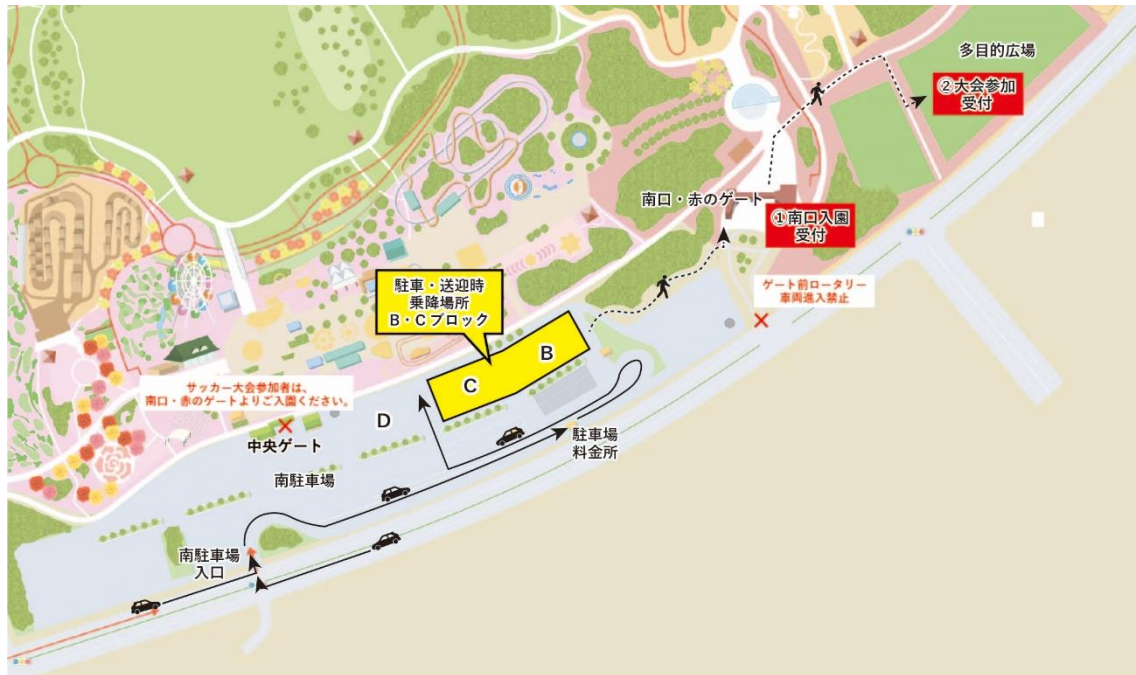 多目的広場
②大会参加
受付
南口・赤のゲート
①南口入園
受付
駐車・送迎時
乗降場所
B・Cブロック
ゲート前ロータリー
車両進入禁止
B
C
サッカー大会参加者は、
南口・赤のゲートよりご入園ください。
D
中央ゲート
駐車場
料金所
南駐車場
南駐車場
入口